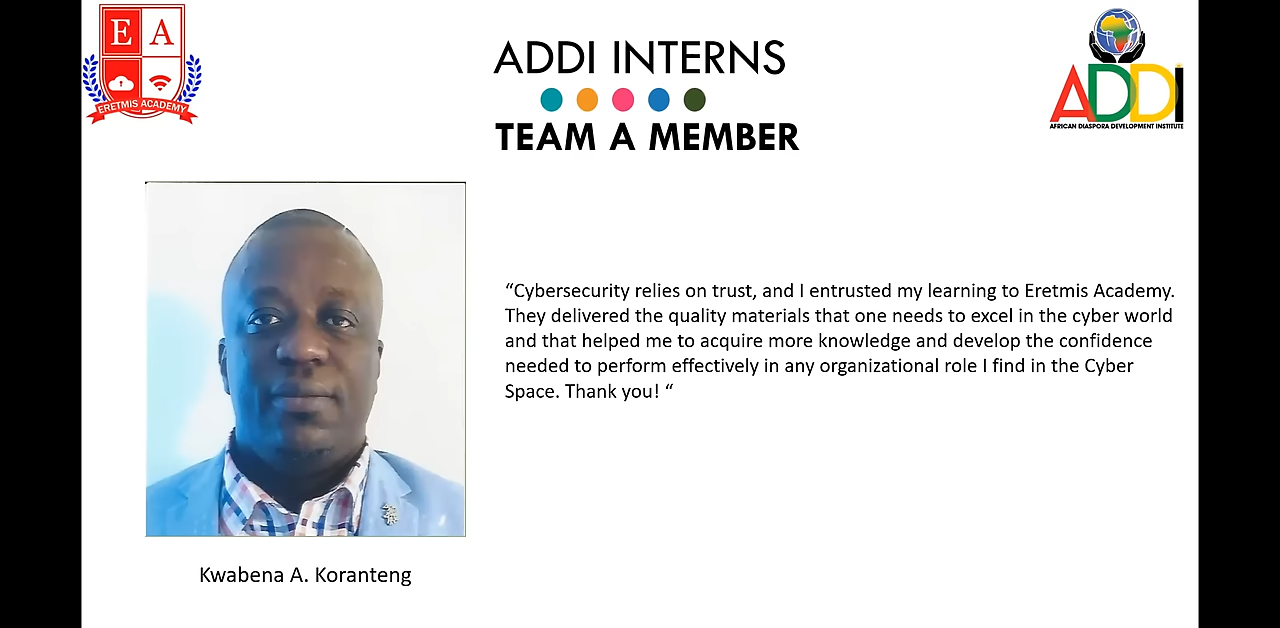 E A
ERETMIS ACADEMY
ADDI INTERNS
TEAM A MEMBER
ADDI
AFRICAN DIASPORA DEVELOPMENT INSTITUTE
“Cybersecurity relies on trust, and I entrusted my learning to Eretmis Academy.
They delivered the quality materials that one needs to excel in the cyber world
and that helped me to acquire more knowledge and develop the confidence
needed to perform effectively in any organizational role I find in the Cyber
Space. Thank you! “
Kwabena A. Koranteng